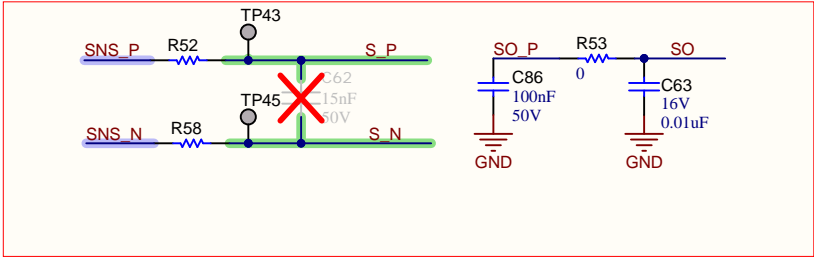 TP43
SNS_P
R52
S_P
C62
15nF
50V
TP45
SNS_N
R58
S_N
SO_P
R53
SO
0
C86
100nF
50V
GND
C63
16V
0.01uF
GND